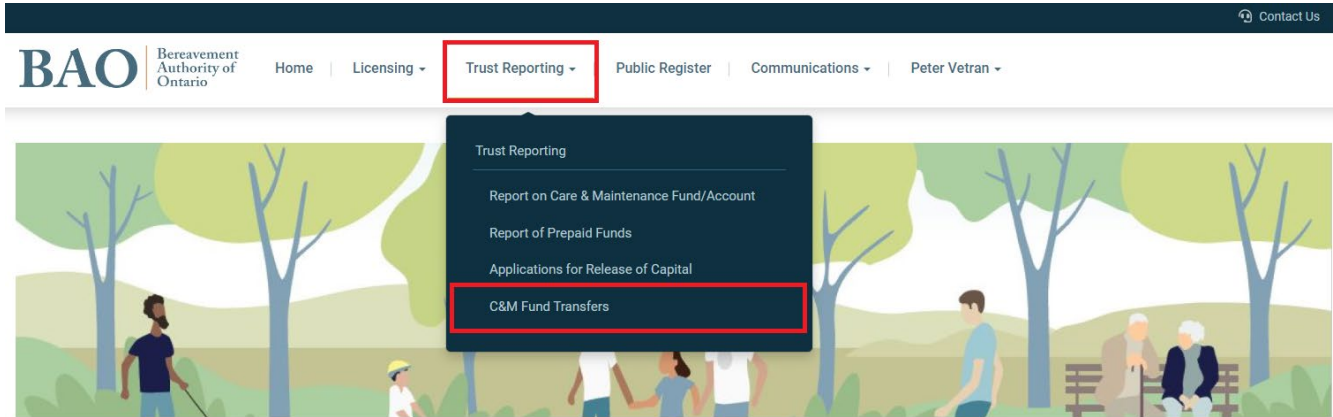 Contact Us
BAO
Bereavement
Authority of
Ontario
Home
Licensing
Trust Reporting
Public Register
Communications
Peter Vetran
Trust Reporting
Report on Care & Maintenance Fund/Account
Report of Prepaid Funds
Applications for Release of Capital
C&M Fund Transfers